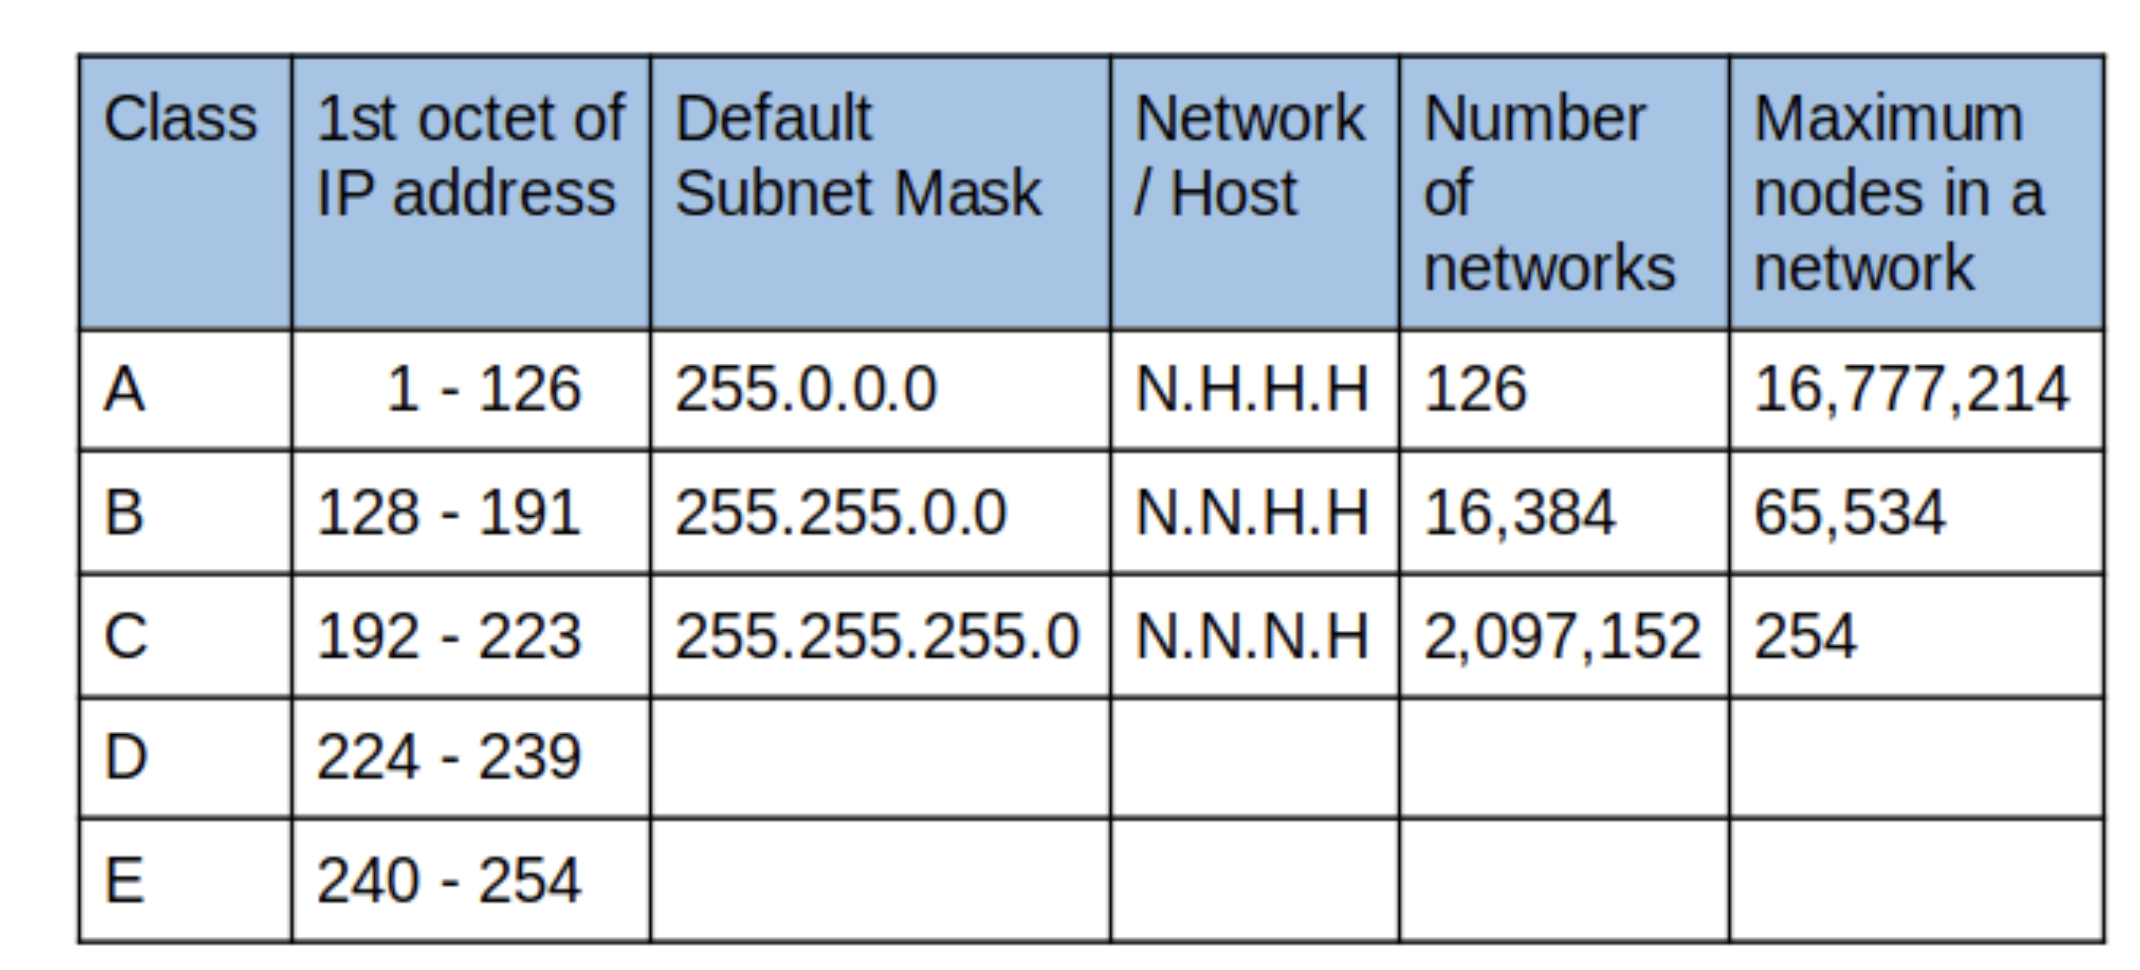 Class 1st octet of Default Network Number Maximum
IP address Subnet Mask / Host of nodes in a
networks network
A 1 - 126 255.0.0.0 N.H.H.H 126 16,777,214
B 128 - 191 255.255.0.0 N.N.H.H 16,384 65,534
C 192 - 223 255.255.255.0 N.N.N.H 2,097,152 254
D 224 - 239
E 240 - 254